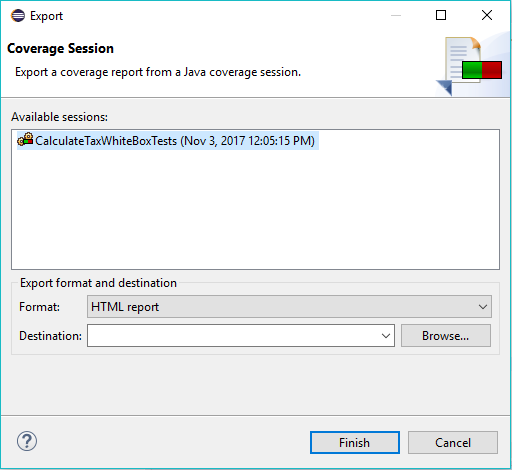 Export
Coverage Session
Export a coverage report from a Java coverage session.
Available sessions:
CalculateTaxWhiteBoxTests (Nov 3, 2017 12:05:15 PM)
Export format and destination
Format: HTML report
Destination: Browse...
? Finish Cancel